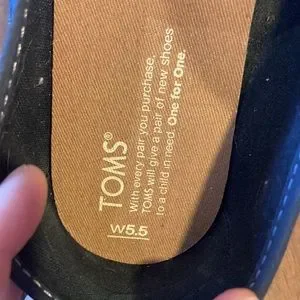 TOMS®
With every pair you purchase,
TOMS will give a pair of new shoes
to a child in need. One for One.
W5.5